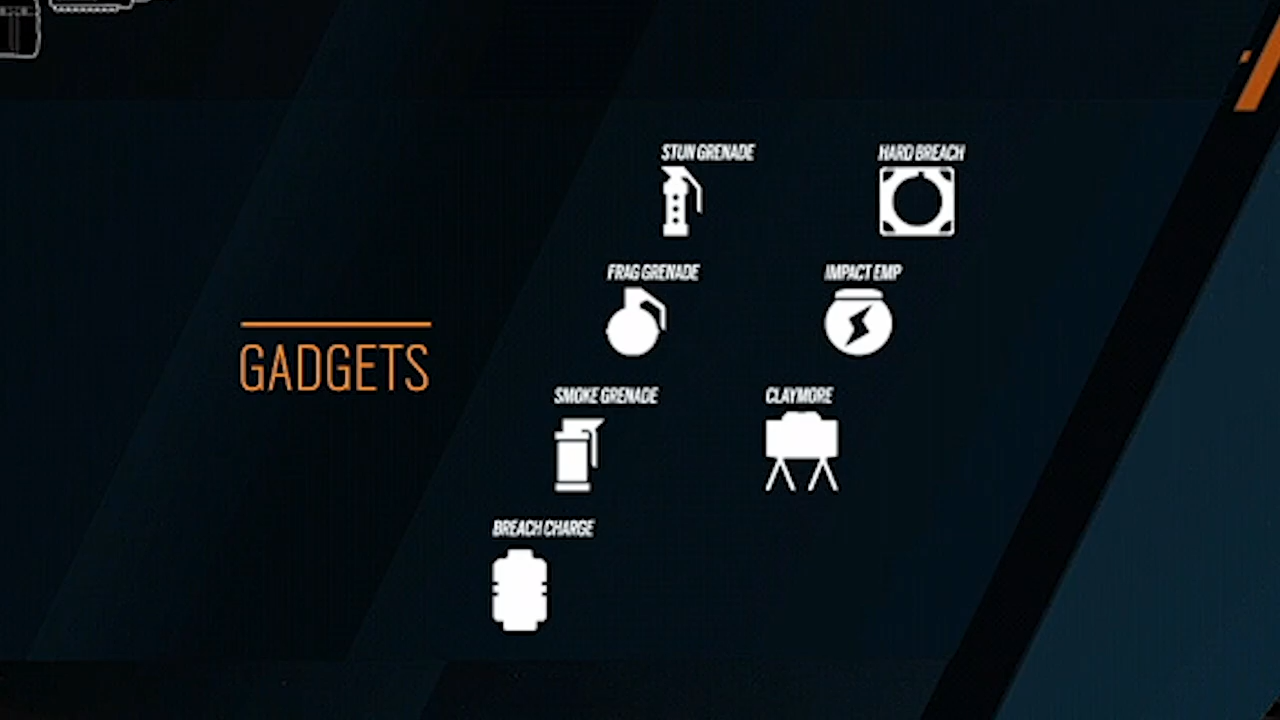 STUN GRENADE
HARD BREACH
FRAG GRENADE
IMPACT EMP
GADGETS
SMOKE GRENADE
CLAYMORE
BREACH CHARGE